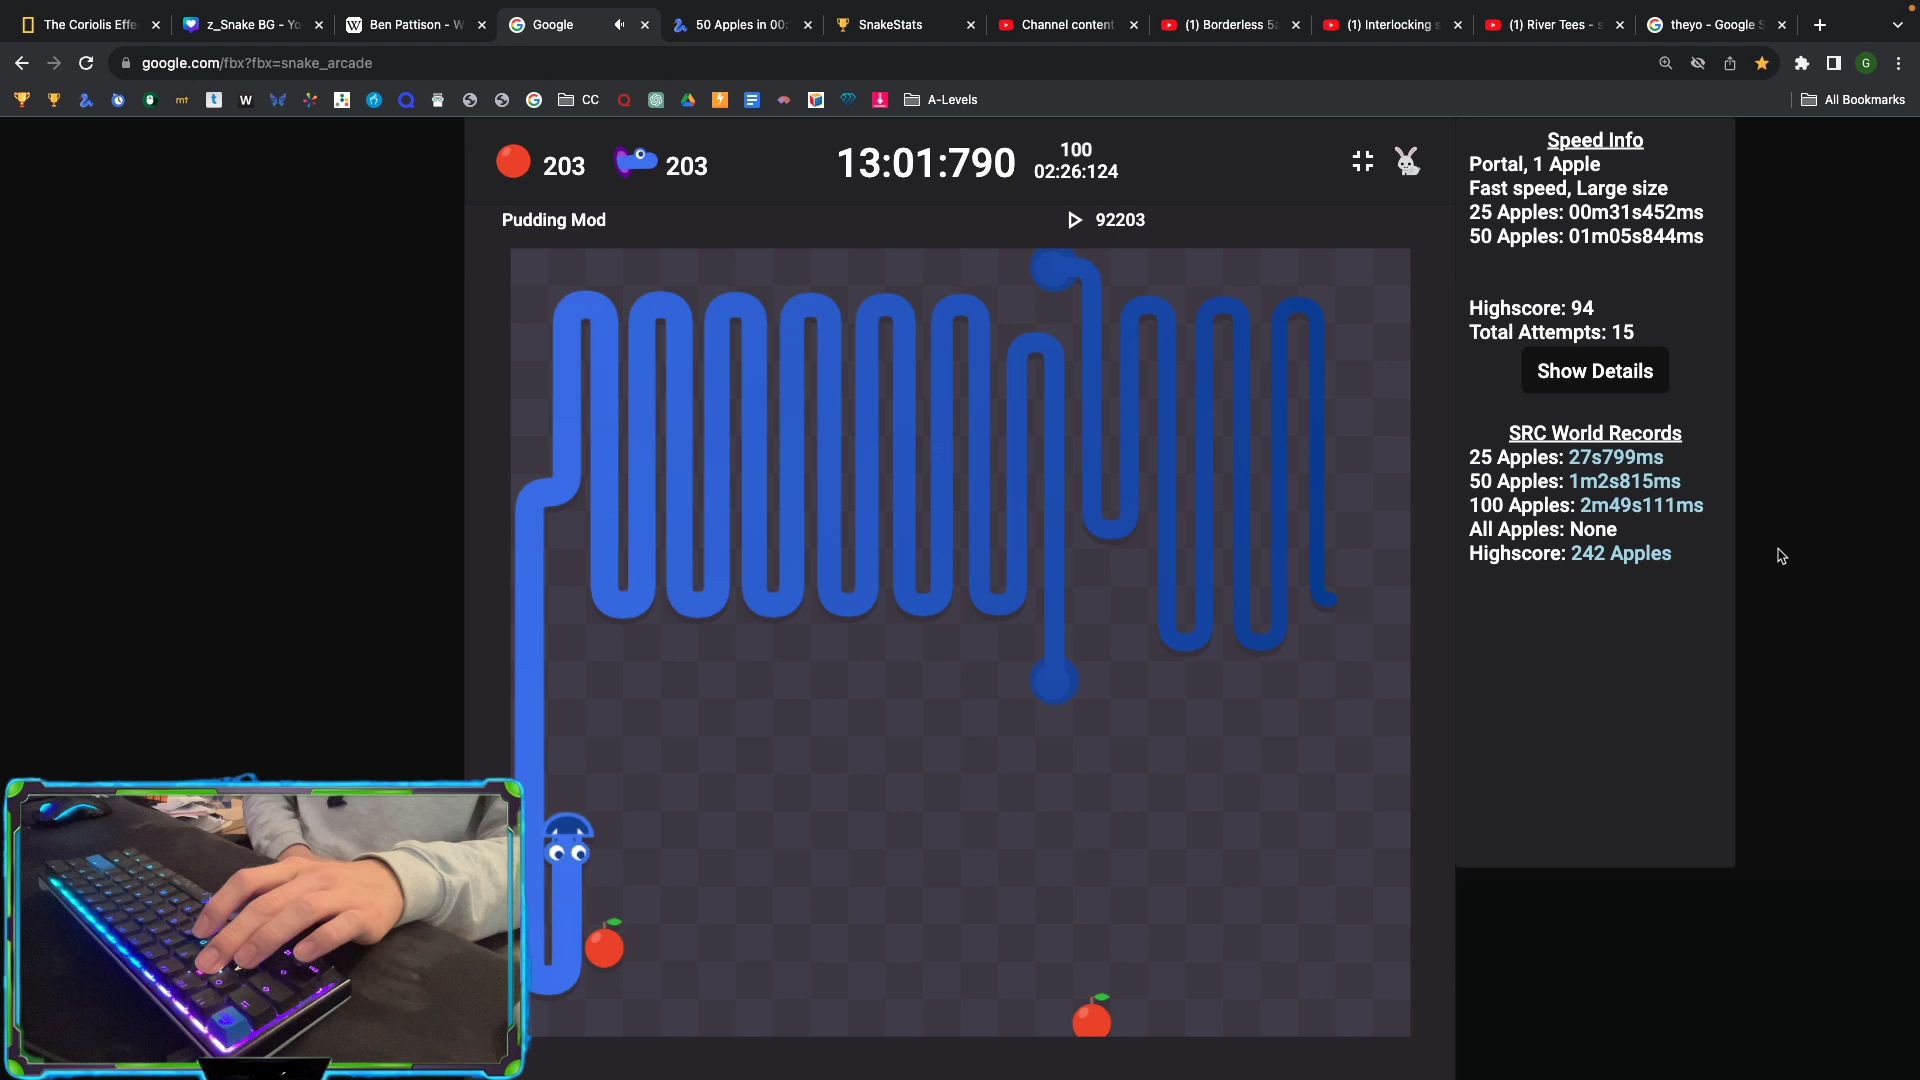 The Coriolis Effe
z_Snake BG - Yo
Ben Pattison - W
Google
50 Apples in 00:
SnakeStats
Channel content
(1) Borderless 5a
(1) Interlocking s
(1) River Tees - s
theyo - Google S
google.com/fbx?fbx=snake_arcade
G
mt
t
W
CC
G
A-Levels
All Bookmarks
203
203
13:01:790
100
02:26:124
Pudding Mod
92203
Speed Info
Portal, 1 Apple
Fast speed, Large size
25 Apples: 00m31s452ms
50 Apples: 01m05s844ms
Highscore: 94
Total Attempts: 15
Show Details
SRC World Records
25 Apples: 27s799ms
50 Apples: 1m2s815ms
100 Apples: 2m49s111ms
All Apples: None
Highscore: 242 Apples